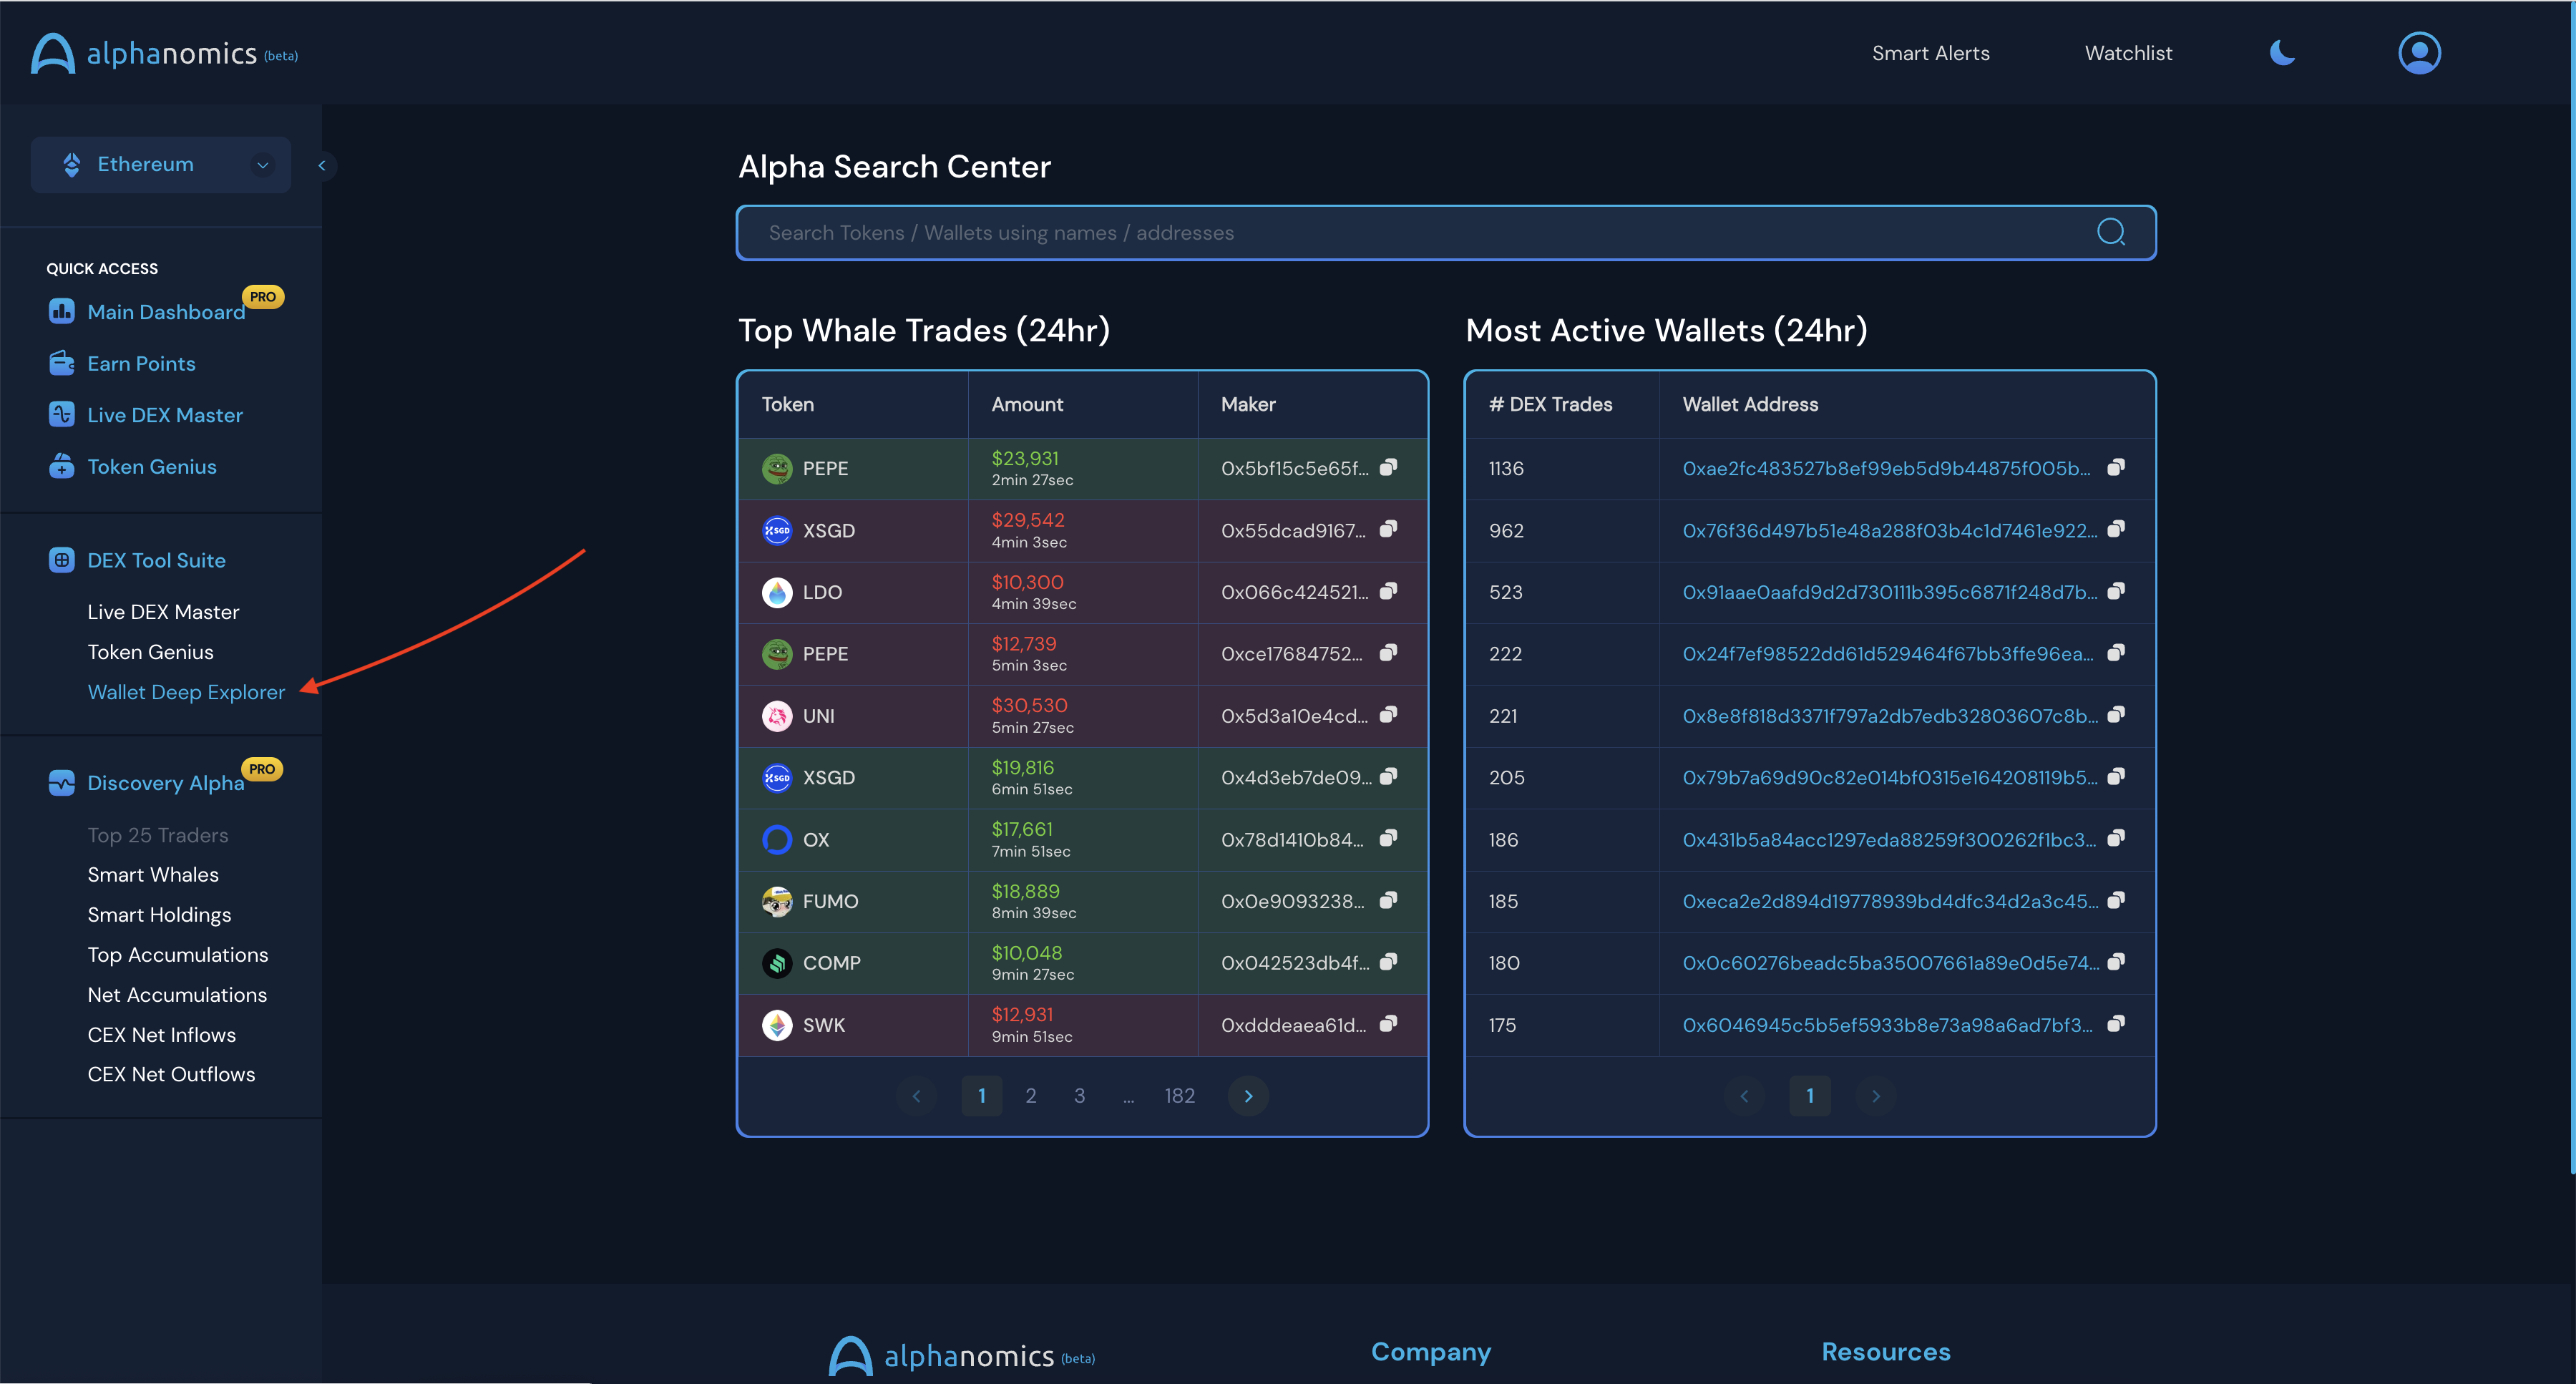 alphanomics (beta)
Smart Alerts
Watchlist
Ethereum
QUICK ACCESS
Main Dashboard PRO
Earn Points
Live DEX Master
Token Genius
DEX Tool Suite
Live DEX Master
Token Genius
Wallet Deep Explorer
Discovery Alpha PRO
Top 25 Traders
Smart Whales
Smart Holdings
Top Accumulations
Net Accumulations
CEX Net Inflows
CEX Net Outflows
Alpha Search Center
Search Tokens / Wallets using names / addresses
Top Whale Trades (24hr)
Token Amount Maker
PEPE $23,931 0x5bf15c5e65f...
2min 27sec
XSGD XSGD $29,542 0x55dcad9167...
4min 3sec
LDO $10,300 0x066c424521...
4min 39sec
PEPE $12,739 0xce17684752...
5min 3sec
UNI $30,530 0x5d3a10e4cd...
5min 27sec
XSGD XSGD $19,816 0x4d3eb7de09...
6min 51sec
OX $17,661 0x78d1410b84...
7min 51sec
FUMO $18,889 0x0e9093238...
8min 39sec
COMP $10,048 0x042523db4f...
9min 27sec
SWK $12,931 0xdddeaea61d...
9min 51sec
1 2 3 ... 182
Most Active Wallets (24hr)
# DEX Trades Wallet Address
1136 0xae2fc483527b8ef99eb5d9b44875f005b...
962 0x76f36d497b51e48a288f03b4c1d7461e922...
523 0x91aae0aafd9d2d730111b395c6871f248d7b...
222 0x24f7ef98522dd61d529464f67bb3ffe96ea...
221 0x8e8f818d3371f797a2db7edb32803607c8b...
205 0x79b7a69d90c82e014bf0315e164208119b5...
186 0x431b5a84acc1297eda88259f300262f1bc3...
185 0xeca2e2d894d19778939bd4dfc34d2a3c45...
180 0x0c60276beadc5ba35007661a89e0d5e74...
175 0x6046945c5b5ef5933b8e73a98a6ad7bf3...
1
alphanomics (beta)
Company
Resources